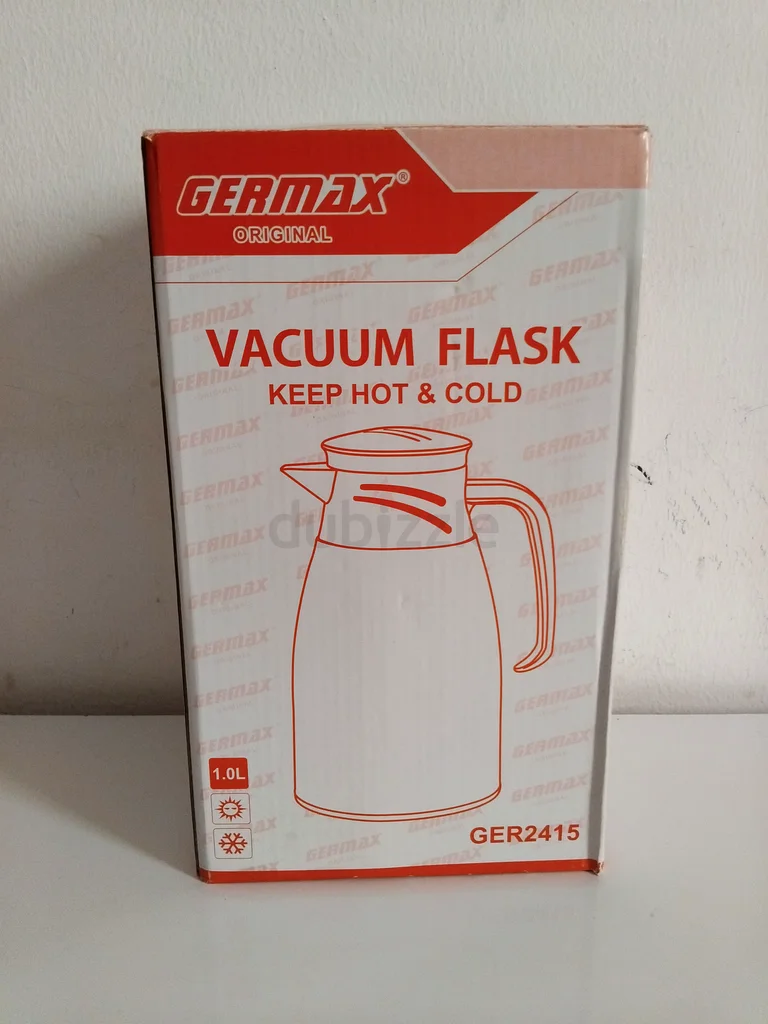 GERMAX®
ORIGINAL
VACUUM FLASK
KEEP HOT & COLD
dubizzle
1.0L
GER2415